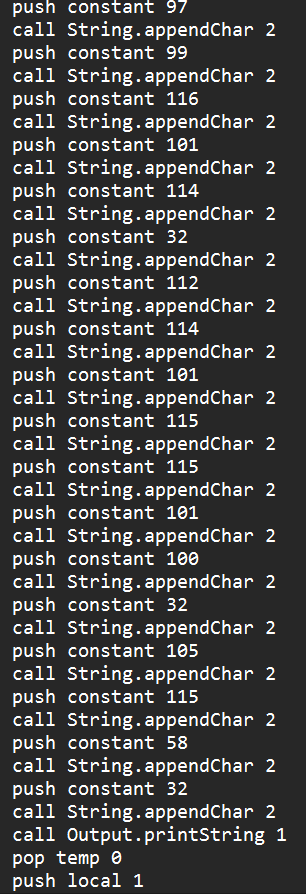 push constant 97
call String.appendChar 2
push constant 99
call String.appendChar 2
push constant 116
call String.appendChar 2
push constant 101
call String.appendChar 2
push constant 114
call String.appendChar 2
push constant 32
call String.appendChar 2
push constant 112
call String.appendChar 2
push constant 114
call String.appendChar 2
push constant 101
call String.appendChar 2
push constant 115
call String.appendChar 2
push constant 115
call String.appendChar 2
push constant 101
call String.appendChar 2
push constant 100
call String.appendChar 2
push constant 32
call String.appendChar 2
push constant 105
call String.appendChar 2
push constant 115
call String.appendChar 2
push constant 58
call String.appendChar 2
push constant 32
call String.appendChar 2
call Output.printString 1
pop temp 0
push local 1